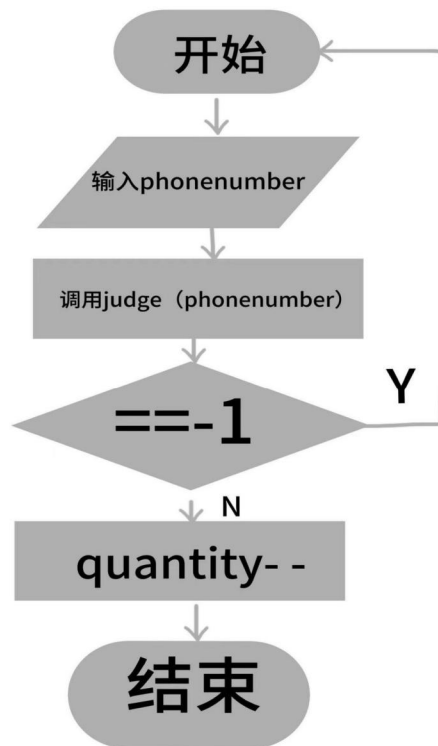 开始
输入phonenumber
调用judge（phonenumber）
==-1
Y
N
quantity- -
结束